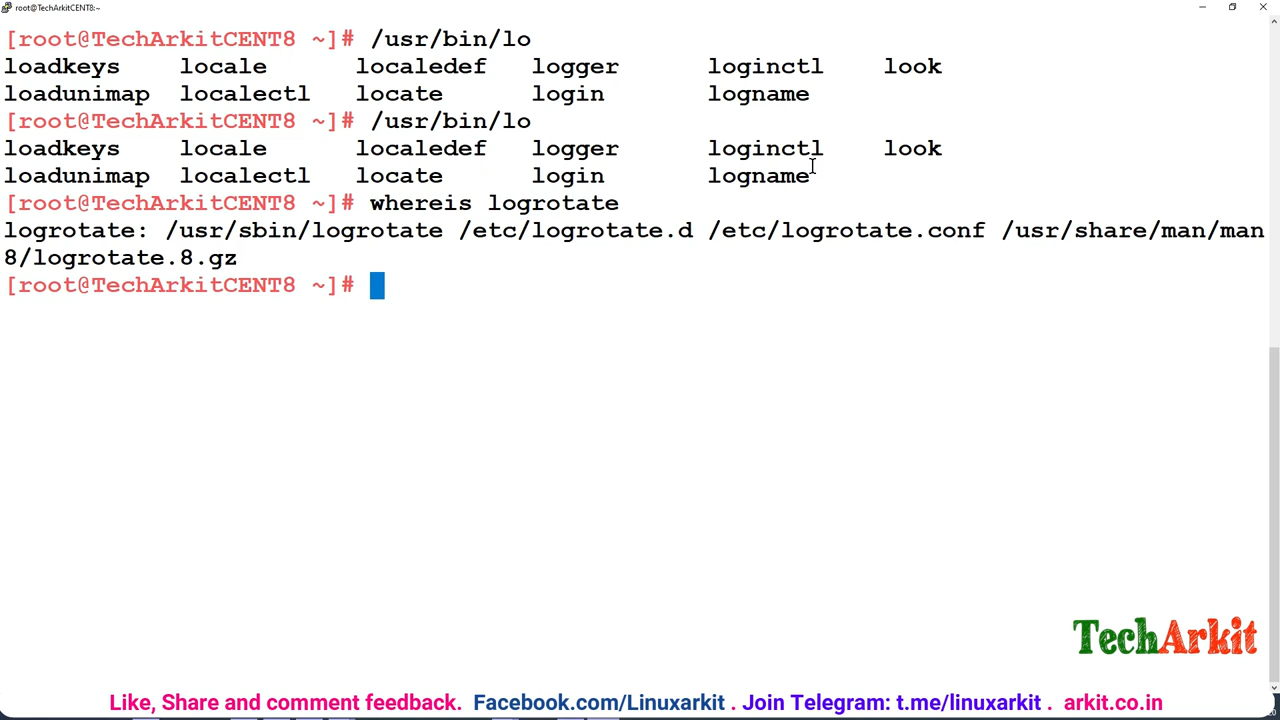 root@TechArkitCENT8:~
[root@TechArkitCENT8 ~]# /usr/bin/lo
loadkeys    locale      localedef   logger      loginctl    look
loadunimap  localectl   locate      login       logname
[root@TechArkitCENT8 ~]# /usr/bin/lo
loadkeys    locale      localedef   logger      loginctl    look
loadunimap  localectl   locate      login       logname
[root@TechArkitCENT8 ~]# whereis logrotate
logrotate: /usr/sbin/logrotate /etc/logrotate.d /etc/logrotate.conf /usr/share/man/man
8/logrotate.8.gz
[root@TechArkitCENT8 ~]#
TechArkit
Like, Share and comment feedback. Facebook.com/Linuxarkit . Join Telegram: t.me/linuxarkit . arkit.co.in